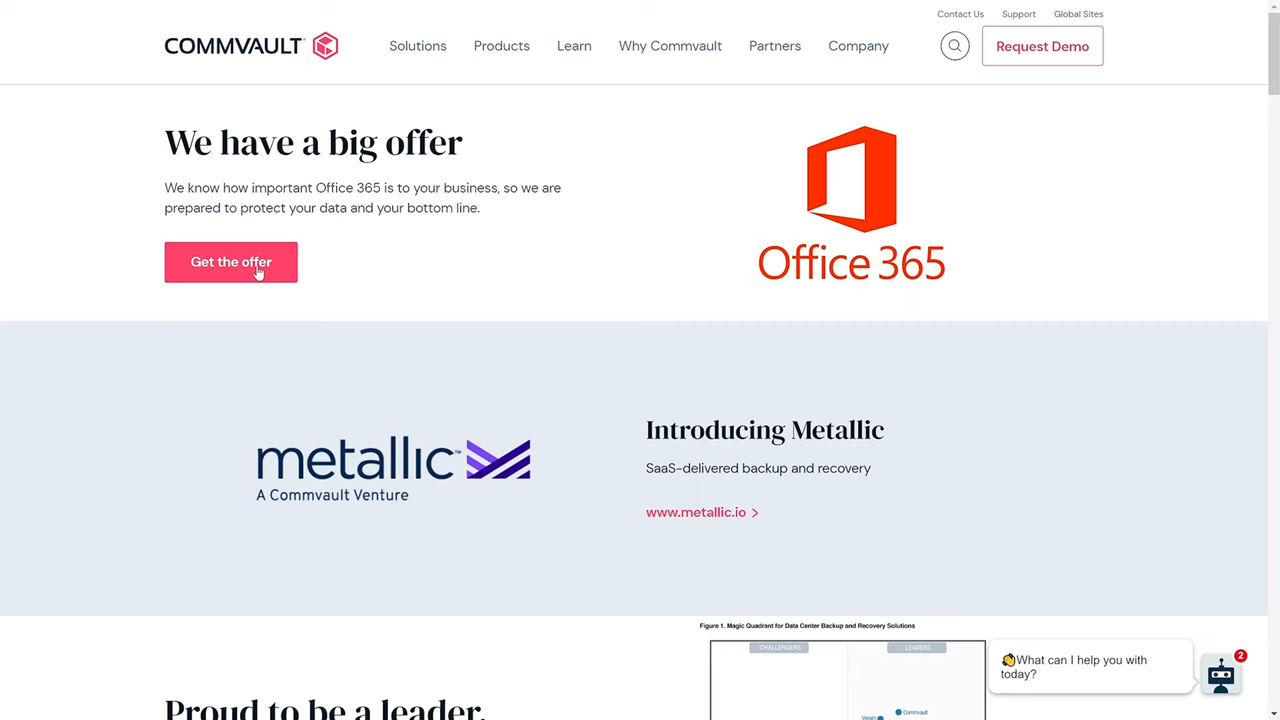 Contact Us Support Global Sites
COMMVAULT Solutions Products Learn Why Commvault Partners Company Request Demo
We have a big offer
We know how important Office 365 is to your business, so we are
prepared to protect your data and your bottom line.
Get the offer
Office 365
metallic™
A Commvault Venture
Introducing Metallic
SaaS-delivered backup and recovery
www.metallic.io >
Figure 1. Magic Quadrant for Data Center Backup and Recovery Solutions
CHALLENGERS LEADERS
Commvault
Veeam
Proud to be a leader.
What can I help you with
today?
2